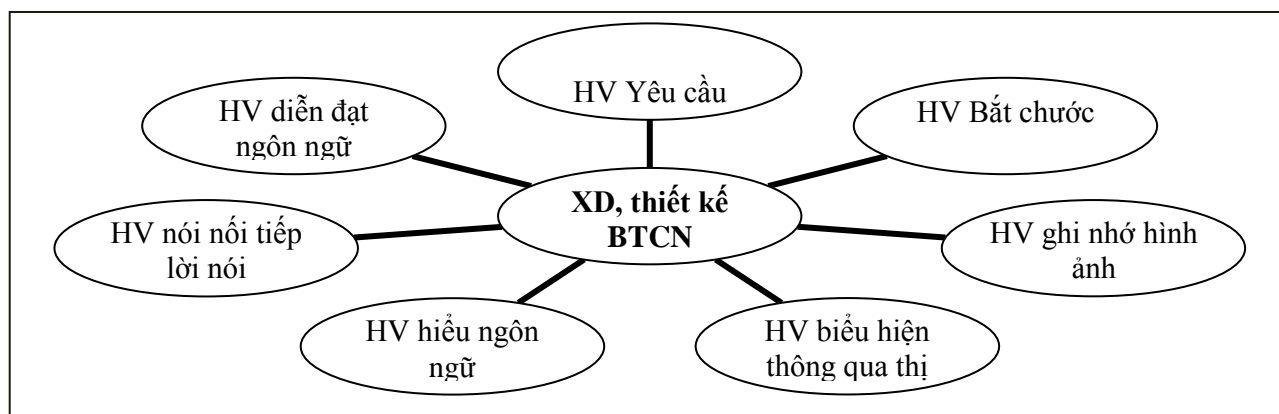 HV Yêu cầu
HV diễn đạt
ngôn ngữ
HV Bắt chước
XD, thiết kế
BTCN
HV nói nối tiếp
lời nói
HV ghi nhớ hình
ảnh
HV hiểu ngôn
ngữ
HV biểu hiện
thông qua thị